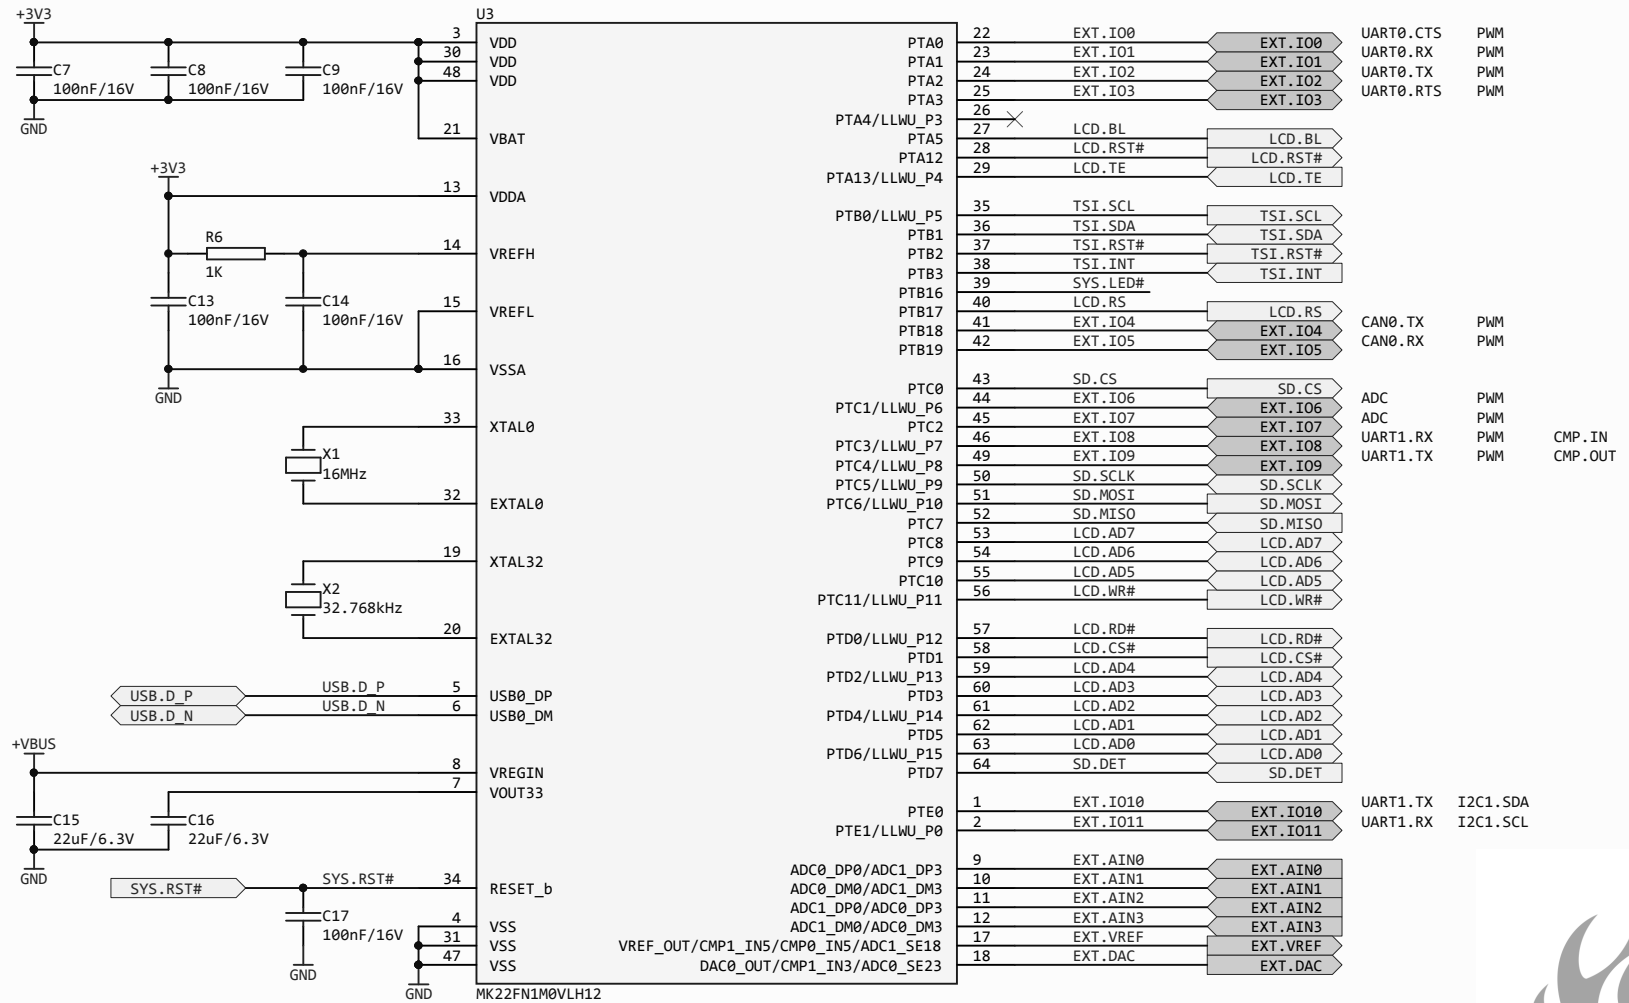 +3V3
C7
100nF/16V
C8
100nF/16V
C9
100nF/16V
GND
+3V3
R6
1K
C13
100nF/16V
C14
100nF/16V
GND
X1
16MHz
X2
32.768kHz
USB.D_P USB.D_P
USB.D_N USB.D_N
+VBUS
C15
22uF/6.3V
C16
22uF/6.3V
GND
SYS.RST# SYS.RST#
C17
100nF/16V
GND
GND
U3
3 VDD
30 VDD
48 VDD
21 VBAT
13 VDDA
14 VREFH
15 VREFL
16 VSSA
33 XTAL0
32 EXTAL0
19 XTAL32
20 EXTAL32
5 USB0_DP
6 USB0_DM
8 VREGIN
7 VOUT33
34 RESET_b
4 VSS
31 VSS
47 VSS
MK22FN1M0VLH12
PTA0 22 EXT.IO0 EXT.IO0 UART0.CTS PWM
PTA1 23 EXT.IO1 EXT.IO1 UART0.RX PWM
PTA2 24 EXT.IO2 EXT.IO2 UART0.TX PWM
PTA3 25 EXT.IO3 EXT.IO3 UART0.RTS PWM
PTA4/LLWU_P3 26
PTA5 27 LCD.BL LCD.BL
PTA12 28 LCD.RST# LCD.RST#
PTA13/LLWU_P4 29 LCD.TE LCD.TE
PTB0/LLWU_P5 35 TSI.SCL TSI.SCL
PTB1 36 TSI.SDA TSI.SDA
PTB2 37 TSI.RST# TSI.RST#
PTB3 38 TSI.INT TSI.INT
PTB16 39 SYS.LED#
PTB17 40 LCD.RS LCD.RS
PTB18 41 EXT.IO4 EXT.IO4 CAN0.TX PWM
PTB19 42 EXT.IO5 EXT.IO5 CAN0.RX PWM
PTC0 43 SD.CS SD.CS
PTC1/LLWU_P6 44 EXT.IO6 EXT.IO6 ADC PWM
PTC2 45 EXT.IO7 EXT.IO7 ADC PWM
PTC3/LLWU_P7 46 EXT.IO8 EXT.IO8 UART1.RX PWM CMP.IN
PTC4/LLWU_P8 49 EXT.IO9 EXT.IO9 UART1.TX PWM CMP.OUT
PTC5/LLWU_P9 50 SD.SCLK SD.SCLK
PTC6/LLWU_P10 51 SD.MOSI SD.MOSI
PTC7 52 SD.MISO SD.MISO
PTC8 53 LCD.AD7 LCD.AD7
PTC9 54 LCD.AD6 LCD.AD6
PTC10 55 LCD.AD5 LCD.AD5
PTC11/LLWU_P11 56 LCD.WR# LCD.WR#
PTD0/LLWU_P12 57 LCD.RD# LCD.RD#
PTD1 58 LCD.CS# LCD.CS#
PTD2/LLWU_P13 59 LCD.AD4 LCD.AD4
PTD3 60 LCD.AD3 LCD.AD3
PTD4/LLWU_P14 61 LCD.AD2 LCD.AD2
PTD5 62 LCD.AD1 LCD.AD1
PTD6/LLWU_P15 63 LCD.AD0 LCD.AD0
PTD7 64 SD.DET SD.DET
PTE0 1 EXT.IO10 EXT.IO10 UART1.TX I2C1.SDA
PTE1/LLWU_P0 2 EXT.IO11 EXT.IO11 UART1.RX I2C1.SCL
ADC0_DP0/ADC1_DP3 9 EXT.AIN0 EXT.AIN0
ADC0_DM0/ADC1_DM3 10 EXT.AIN1 EXT.AIN1
ADC1_DP0/ADC0_DP3 11 EXT.AIN2 EXT.AIN2
ADC1_DM0/ADC0_DM3 12 EXT.AIN3 EXT.AIN3
VREF_OUT/CMP1_IN5/CMP0_IN5/ADC1_SE18 17 EXT.VREF EXT.VREF
DAC0_OUT/CMP1_IN3/ADC0_SE23 18 EXT.DAC EXT.DAC